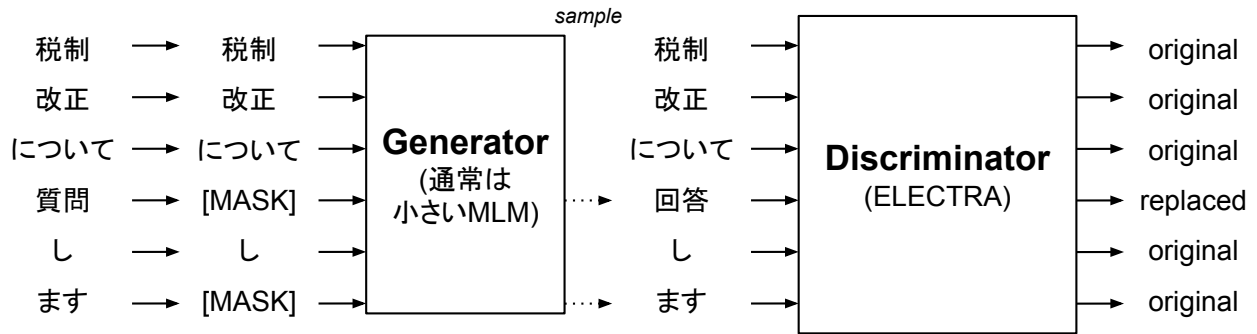 sample
税制 税制 税制 original
改正 改正 改正 original
について について について original
質問 [MASK] 回答 replaced
し し し original
ます [MASK] ます original
Generator
(通常は
小さいMLM)
Discriminator
(ELECTRA)